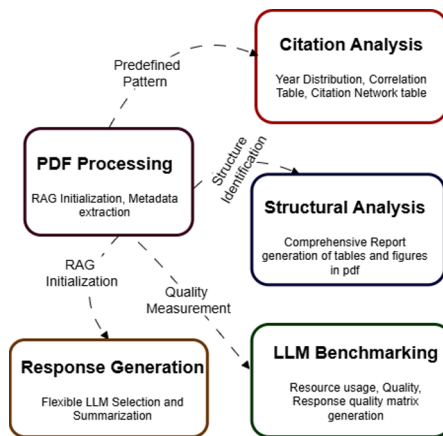 Citation Analysis
Year Distribution, Correlation
Table, Citation Network table
Predefined
Pattern
PDF Processing
RAG Initialization, Metadata
extraction
Structure
Identification
Structural Analysis
Comprehensive Report
generation of tables and figures
in pdf
RAG
Initialization
Quality
Measurement
Response Generation
Flexible LLM Selection and
Summarization
LLM Benchmarking
Resource usage, Quality,
Response quality matrix
generation